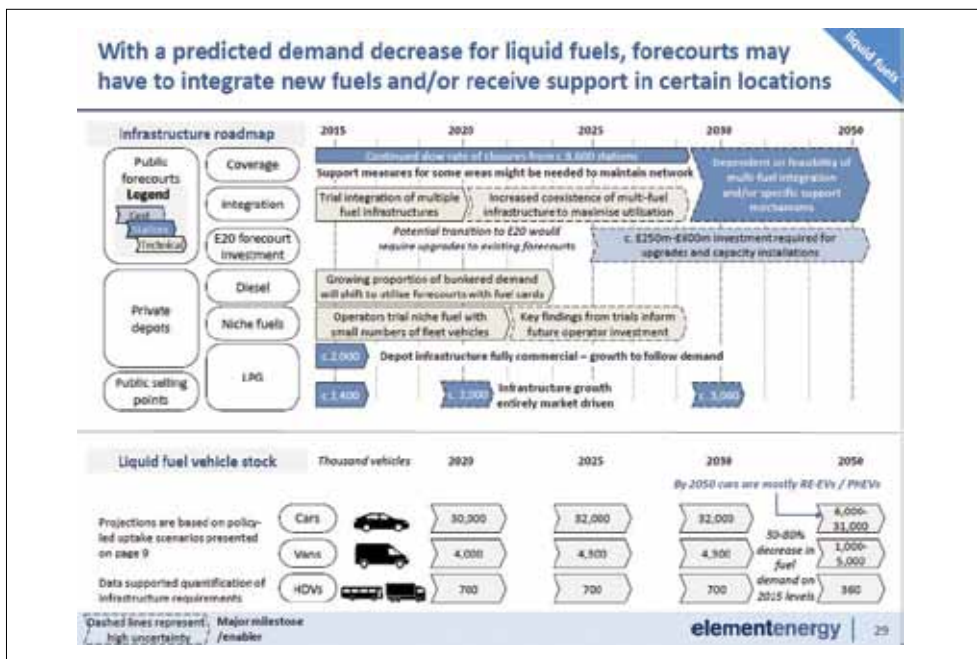 With a predicted demand decrease for liquid fuels, forecourts may
have to integrate new fuels and/or receive support in certain locations
liquid fuels
Infrastructure roadmap
2015
2020
2025
2030
2050
Public
forecourts
Legend
Cost
Stations
Technical
Coverage
Continued slow rate of closures from c. 8,600 stations
Support measures for some areas might be needed to maintain network
Dependent on feasibility of
multi-fuel integration
and/or specific support
mechanisms
Integration
Trial integration of multiple
fuel infrastructures
Increased coexistence of multi-fuel
infrastructure to maximise utilisation
E20 forecourt
investment
Potential transition to E20 would
require upgrades to existing forecourts
investment required for
upgrades and capacity installations
Private
depots
Diesel
Growing proportion of bunkered demand
will shift to utilise forecourts with fuel cards
Niche fuels
Operators trial niche fuel with
small numbers of fleet vehicles
Key findings from trials inform
future operator investment
LPG
c.2,000
Depot infrastructure fully commercial – growth to follow demand
Public selling
points
c.1,400
Infrastructure growth
entirely market driven
c. 3,000
Liquid fuel vehicle stock
Thousand vehicles
2020
2025
2030
2050
By 2050 cars are mostly RE-EVs / PHEVs
Projections are based on policy-
led uptake scenarios presented
on page 9
Data supported quantification of
infrastructure requirements
Cars
30,000
32,000
32,000
31,000
Vans
4,000
4,300
4,300
1,000-
5,000
HDVs
700
700
700
360
decrease in
fuel
demand on
2015 levels
Dashed lines represent
high uncertainty
Major milestone
/enabler
elementenergy
29